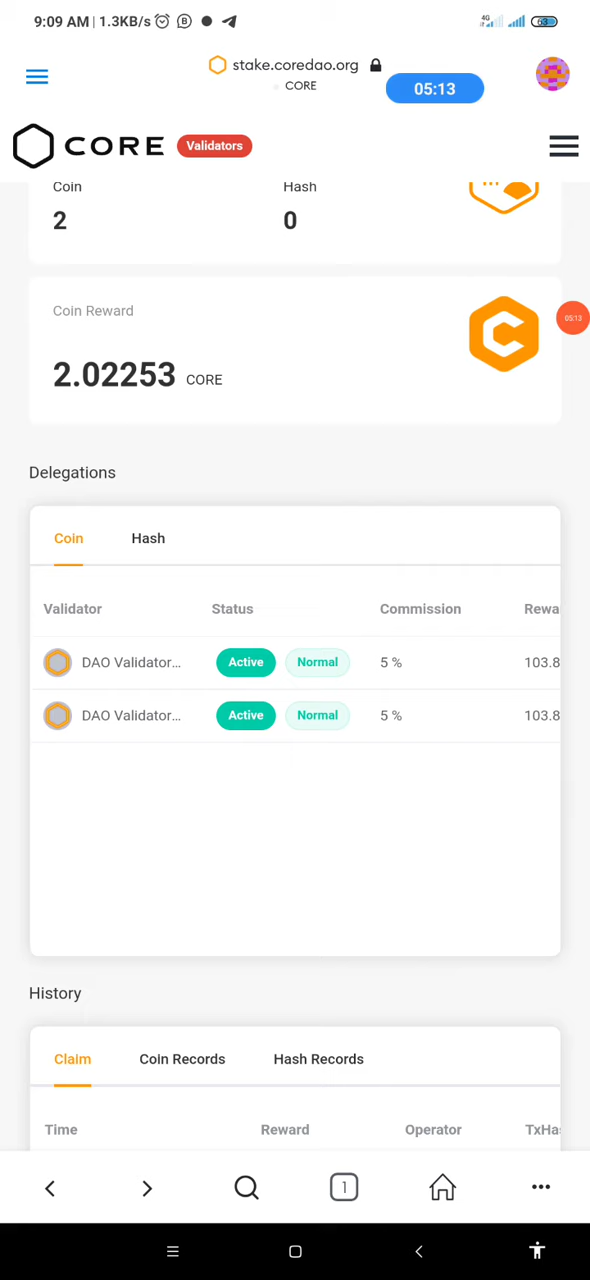 9:09 AM | 1.3KB/s
4G
63
stake.coredao.org
CORE
05:13
CORE Validators
Coin Hash
2 0
Coin Reward
05:13
2.02253 CORE
Delegations
Coin Hash
Validator Status Commission Rewa
DAO Validator... Active Normal 5 % 103.8
DAO Validator... Active Normal 5 % 103.8
History
Claim Coin Records Hash Records
Time Reward Operator TxHa
1